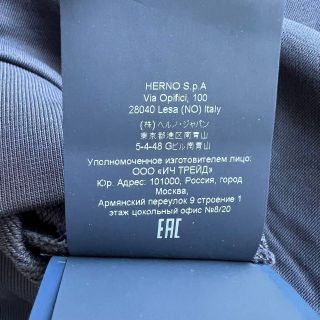 HERNO S.p.A
Via Opifici, 100
28040 Lesa (NO) Italy
(株)ヘルノ・ジャパン
東京都港区南青山
5-4-48 Gビル南青山
Уполномоченное изготовителем лицо:
ООО «ИЧ ТРЕЙД»
Юр. Адрес: 101000, Россия, город
Москва,
Армянский переулок 9 строение 1
этаж цокольный офис №8/20
EAC